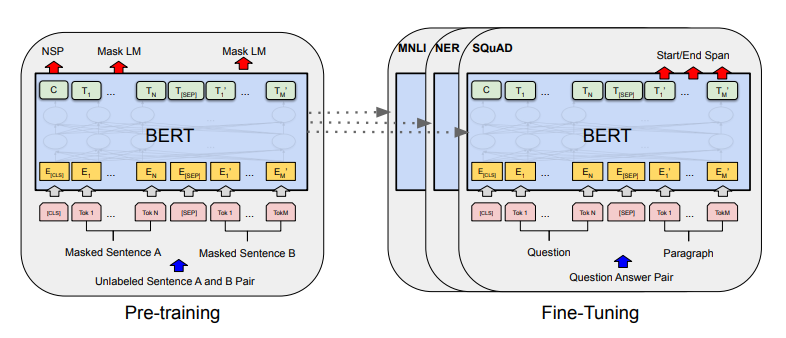 NSP Mask LM Mask LM
C T1 ... TN T[SEP] T1' ... TM'
BERT
E[CLS] E1 ... EN E[SEP] E1' ... EM'
[CLS] Tok 1 ... Tok N [SEP] Tok 1 ... TokM
Masked Sentence A Masked Sentence B
Unlabeled Sentence A and B Pair
Pre-training
MNLI NER SQuAD
Start/End Span
C T1 ... TN T[SEP] T1' ... TM'
BERT
E[CLS] E1 ... EN E[SEP] E1' ... EM'
[CLS] Tok 1 ... Tok N [SEP] Tok 1 ... TokM
Question Paragraph
Question Answer Pair
Fine-Tuning